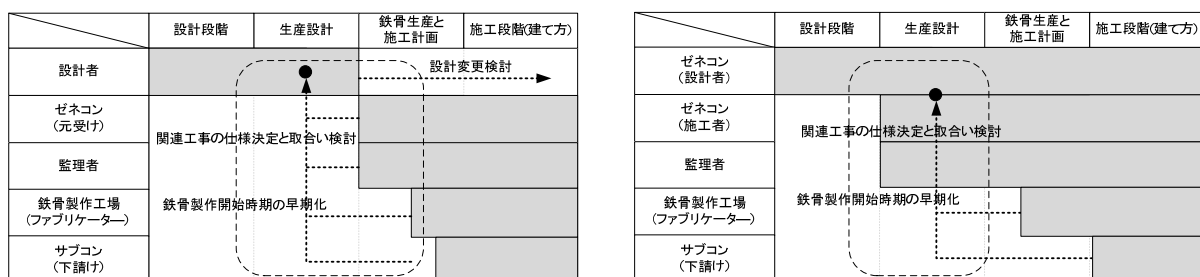 設計段階
生産設計
鉄骨生産と
施工計画
施工段階(建て方)
設計者
設計変更検討
ゼネコン
(元受け)
関連工事の仕様決定と取合い検討
監理者
鉄骨製作工場
(ファブリケーター)
鉄骨製作開始時期の早期化
サブコン
(下請け)
設計段階
生産設計
鉄骨生産と
施工計画
施工段階(建て方)
ゼネコン
(設計者)
ゼネコン
(施工者)
関連工事の仕様決定と取合い検討
監理者
鉄骨製作工場
(ファブリケーター)
鉄骨製作開始時期の早期化
サブコン
(下請け)